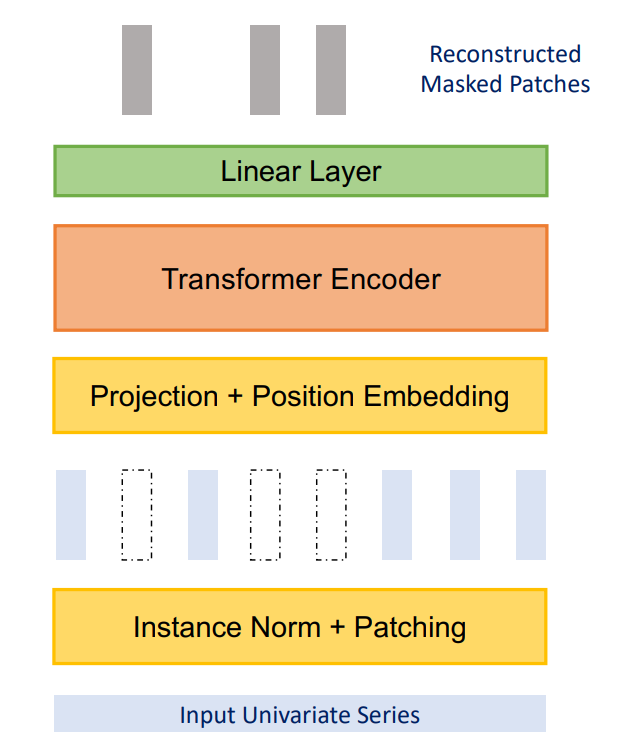 Reconstructed
Masked Patches
Linear Layer
Transformer Encoder
Projection + Position Embedding
Instance Norm + Patching
Input Univariate Series